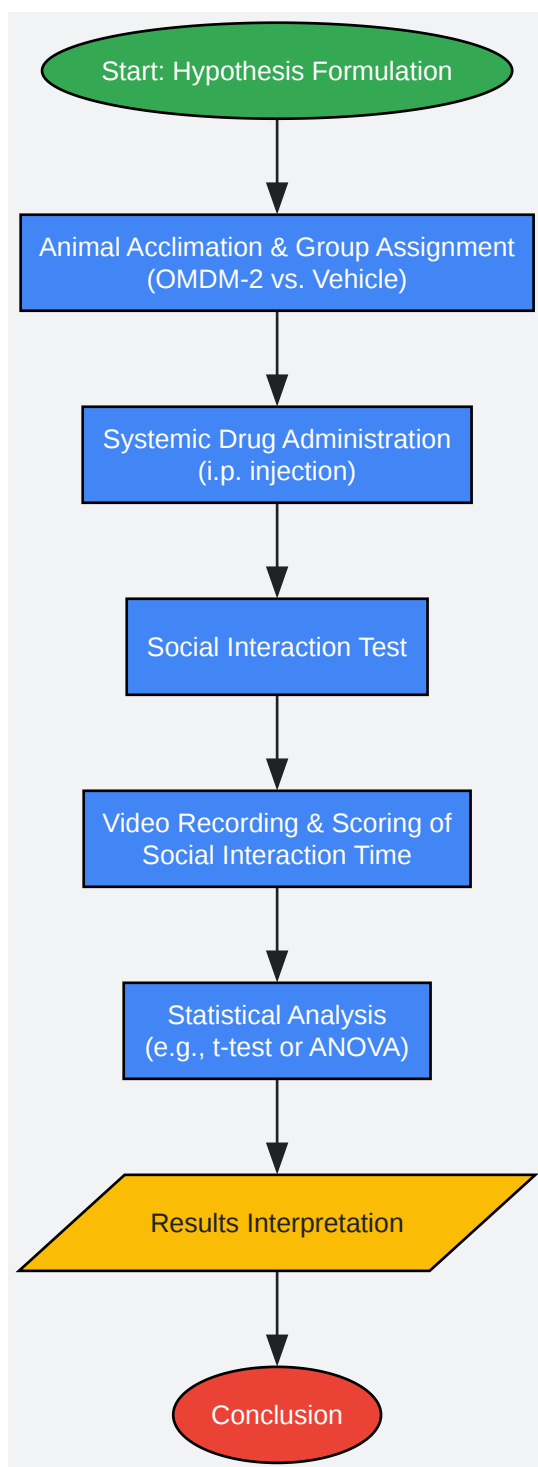 Start: Hypothesis Formulation
Animal Acclimation & Group Assignment
(OMDM-2 vs. Vehicle)
Systemic Drug Administration
(i.p. injection)
Social Interaction Test
Video Recording & Scoring of
Social Interaction Time
Statistical Analysis
(e.g., t-test or ANOVA)
Results Interpretation
Conclusion